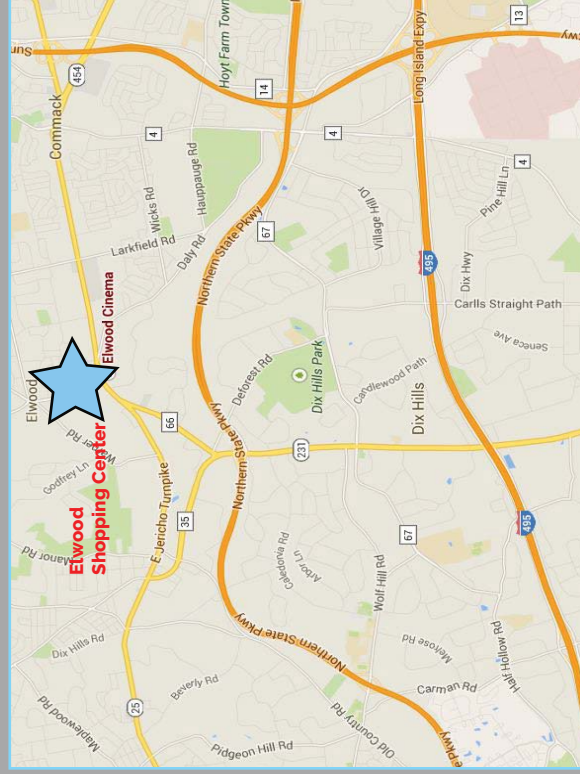 13
Long Island Expy
Hoyt Farm Town
454
14
Commack
4
4
4
Hauppauge Rd
Wicks Rd
Village Hill Dr
Pine Hill Ln
Larkfield Rd
Daly Rd
67
Northern State Pkwy
495
Dix Hwy
Carlls Straight Path
Elwood Cinema
Seneca Ave
Elwood
Deforest Rd
Dix Hills Park
Candlewood Path
Dix Hills
66
231
Northern State Pkwy
Godfrey Ln
Elwood
Shopping Center
E Jericho Turnpike
35
495
67
Manor Rd
Caledonia Rd
Arbor Ln
Wolf Hill Rd
Dix Hills Rd
Northern State Pkwy
Melrose Rd
Half Hollow Rd
Beverly Rd
Carman Rd
25
Maplewood Rd
Old Country Rd
Pidgeon Hill Rd
e Pkwy